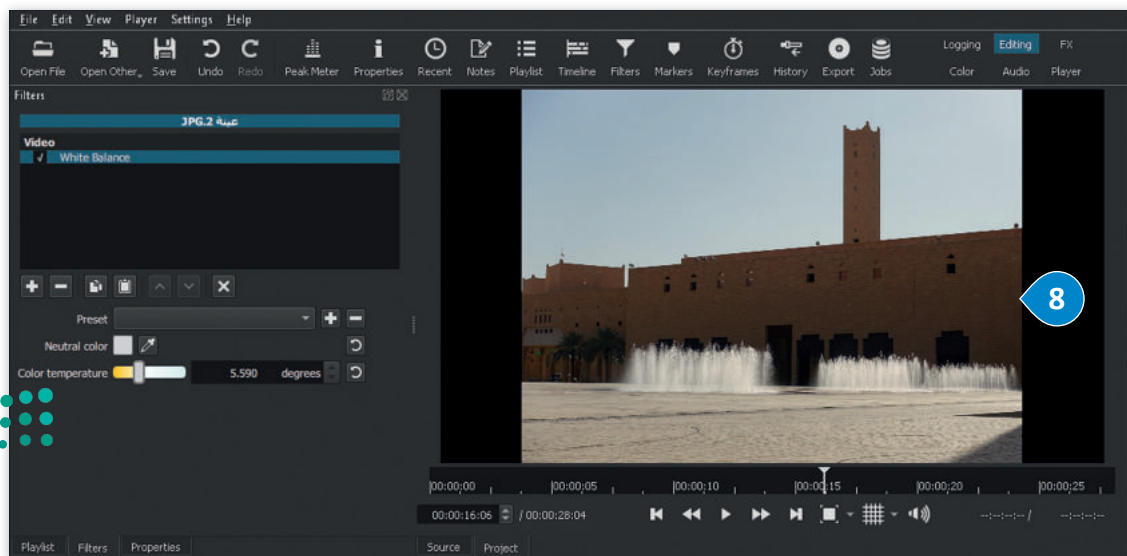 File Edit View Player Settings Help
Open File Open Other... Save Undo Redo Peak Meter Properties Recent Notes Playlist Timeline Filters Markers Keyframes History Export Jobs
Logging Editing FX
Color Audio Player
Filters
عينة 2.JPG
Video
White Balance
Preset
Neutral color
Color temperature 5.590 degrees
8
00:00:00 00:00:05 00:00:10 00:00:15 00:00:20 00:00:25
00:00:16:06 / 00:00:28:04 --:--:--:-- / --:--:--:--
Playlist Filters Properties Source Project